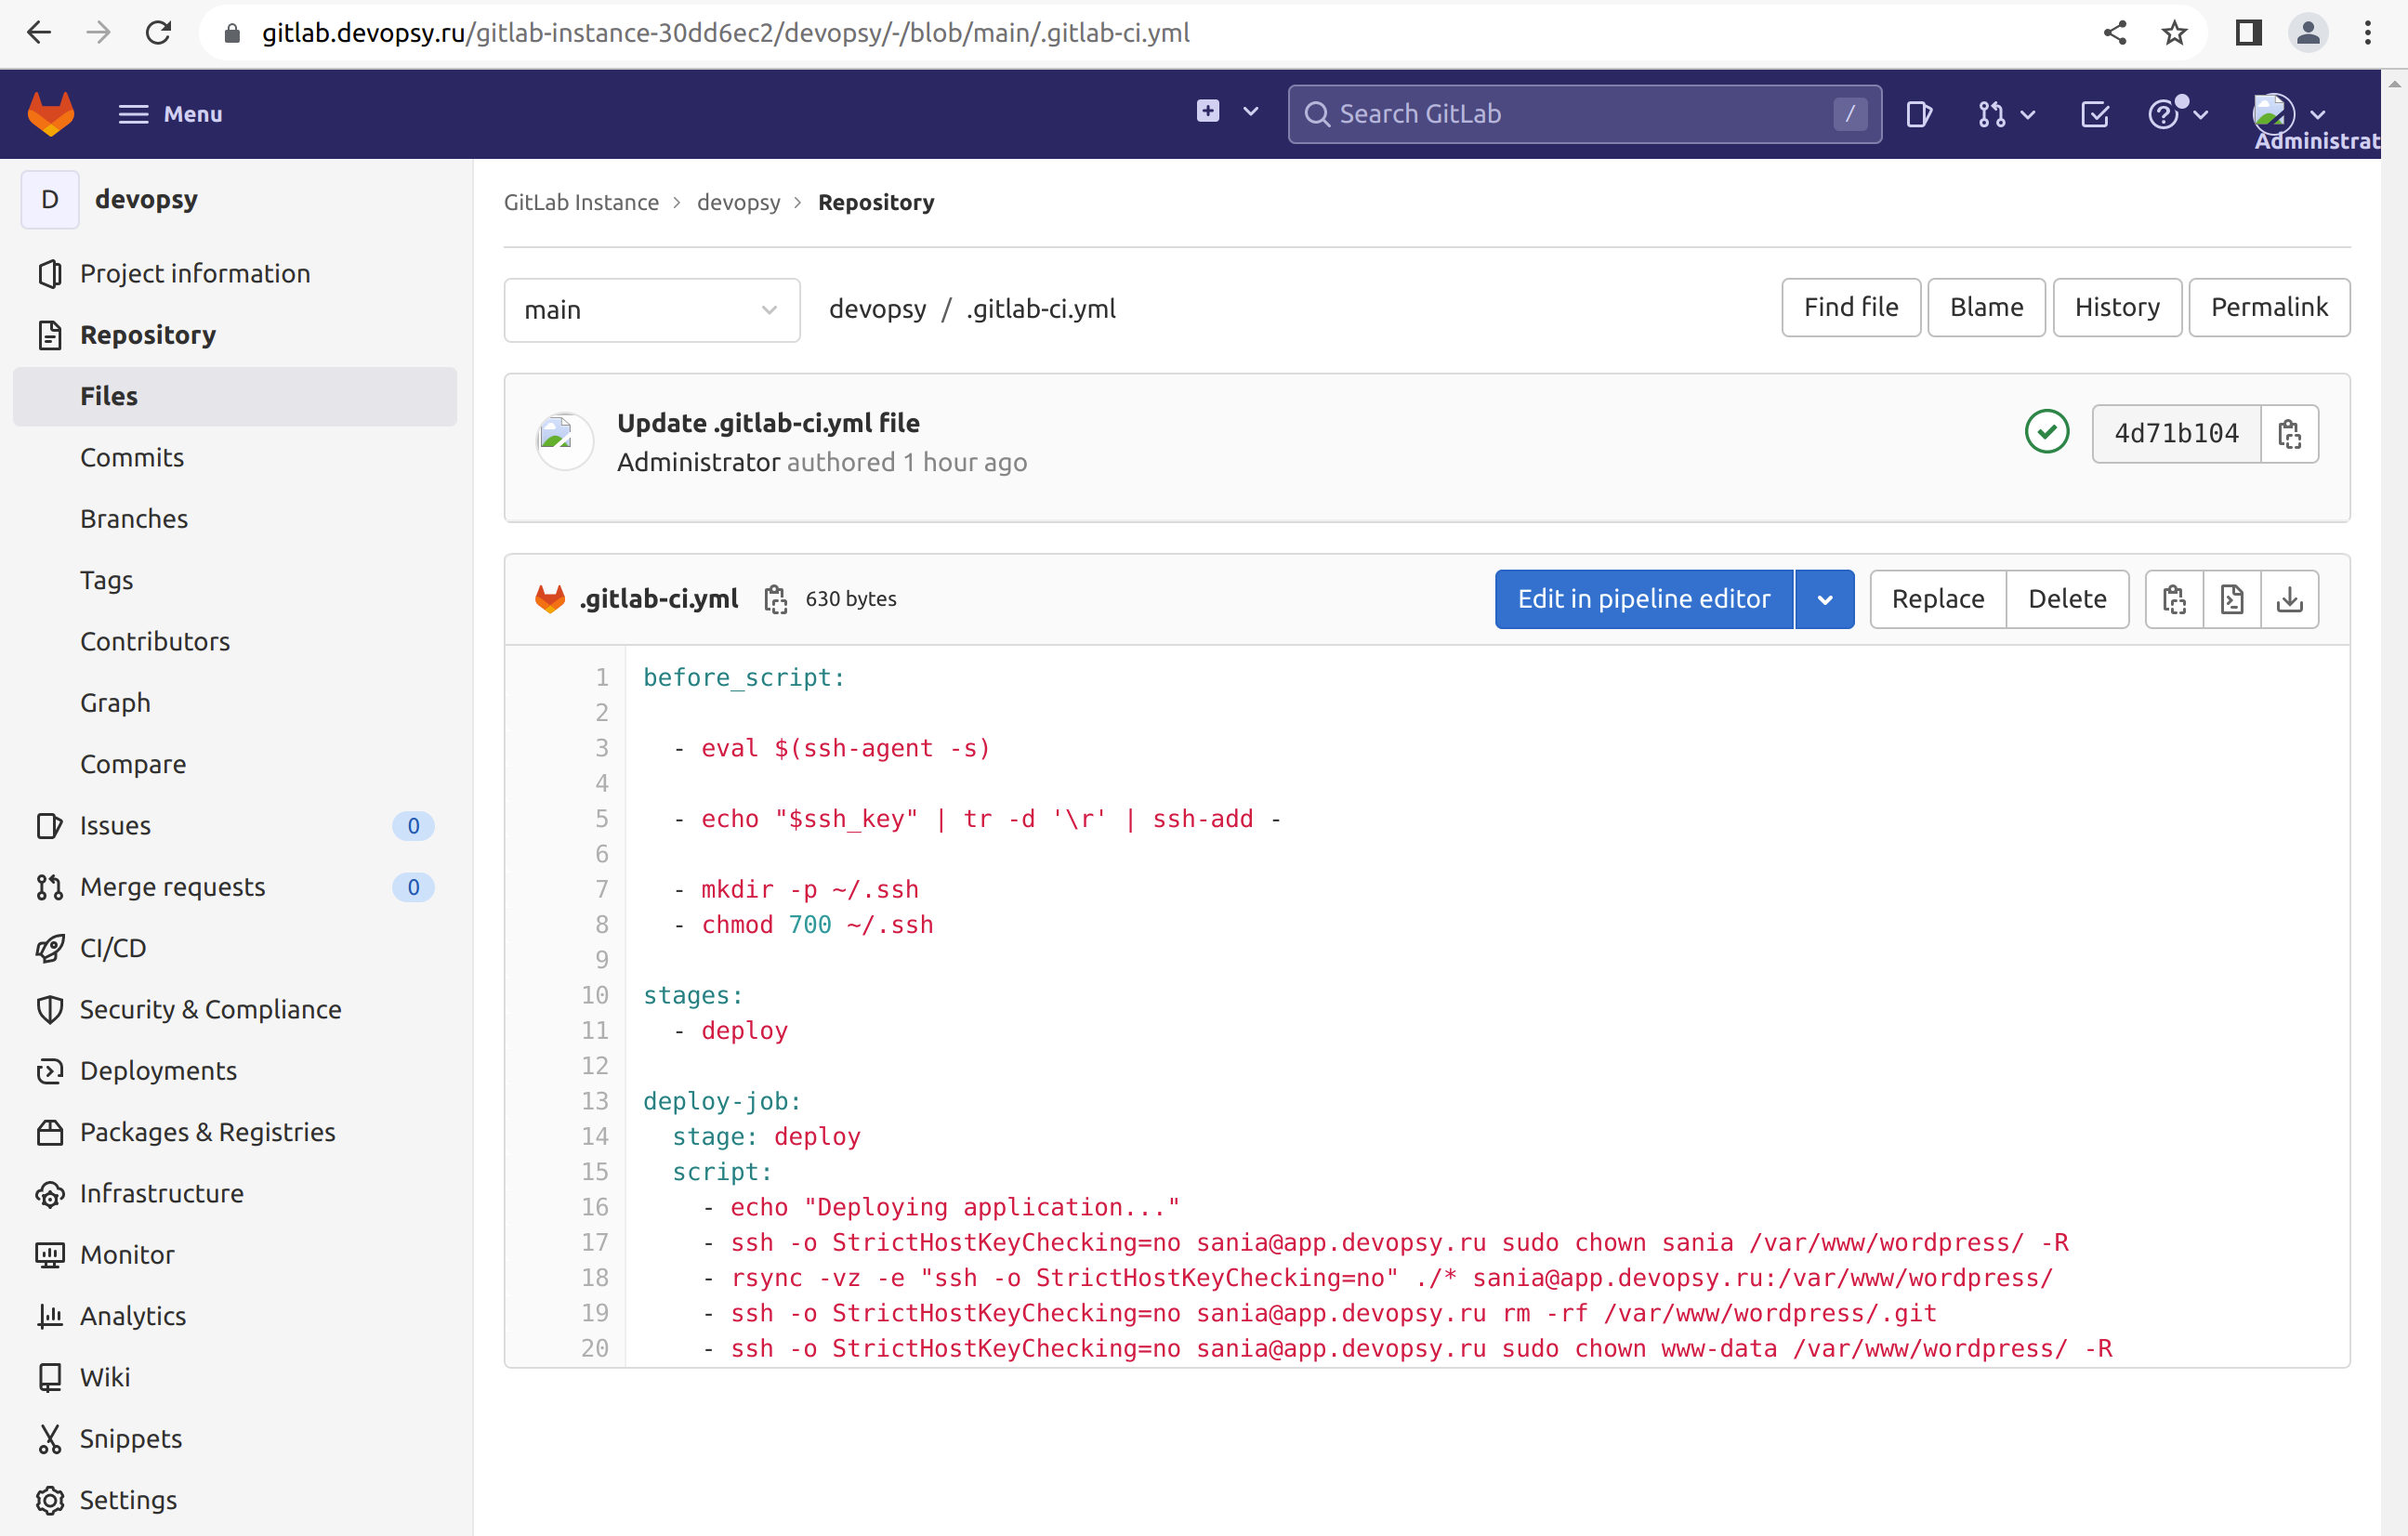 gitlab.devopsy.ru/gitlab-instance-30dd6ec2/devopsy/-/blob/main/.gitlab-ci.yml
Menu
Search GitLab
/
Administrat
D
devopsy
Project information
Repository
Files
Commits
Branches
Tags
Contributors
Graph
Compare
Issues 0
Merge requests 0
CI/CD
Security & Compliance
Deployments
Packages & Registries
Infrastructure
Monitor
Analytics
Wiki
Snippets
Settings
GitLab Instance > devopsy > Repository
main
devopsy / .gitlab-ci.yml
Find file
Blame
History
Permalink
Update .gitlab-ci.yml file
Administrator authored 1 hour ago
4d71b104
.gitlab-ci.yml 630 bytes
Edit in pipeline editor
Replace
Delete
1 before_script:
2
3   - eval $(ssh-agent -s)
4
5   - echo "$ssh_key" | tr -d '\r' | ssh-add -
6
7   - mkdir -p ~/.ssh
8   - chmod 700 ~/.ssh
9
10 stages:
11   - deploy
12
13 deploy-job:
14   stage: deploy
15   script:
16     - echo "Deploying application..."
17     - ssh -o StrictHostKeyChecking=no sania@app.devopsy.ru sudo chown sania /var/www/wordpress/ -R
18     - rsync -vz -e "ssh -o StrictHostKeyChecking=no" ./* sania@app.devopsy.ru:/var/www/wordpress/
19     - ssh -o StrictHostKeyChecking=no sania@app.devopsy.ru rm -rf /var/www/wordpress/.git
20     - ssh -o StrictHostKeyChecking=no sania@app.devopsy.ru sudo chown www-data /var/www/wordpress/ -R